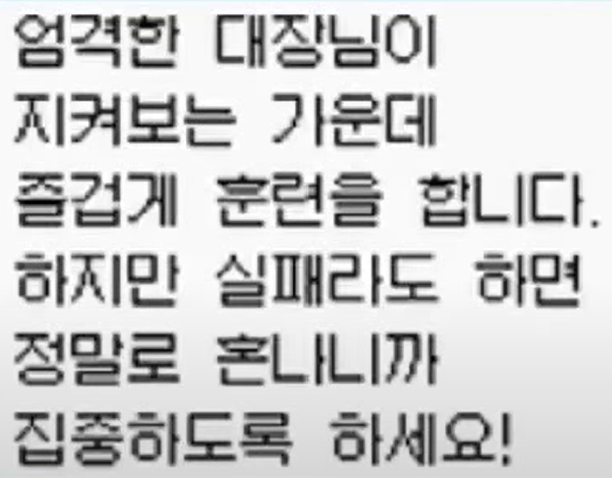 엄격한 대장님이
지켜보는 가운데
즐겁게 훈련을 합니다.
하지만 실패라도 하면
정말로 혼나니까
집중하도록 하세요!